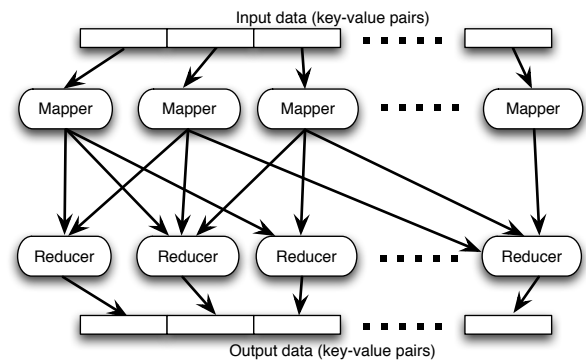 Input data (key-value pairs)
Mapper Mapper Mapper Mapper
Reducer Reducer Reducer Reducer
Output data (key-value pairs)